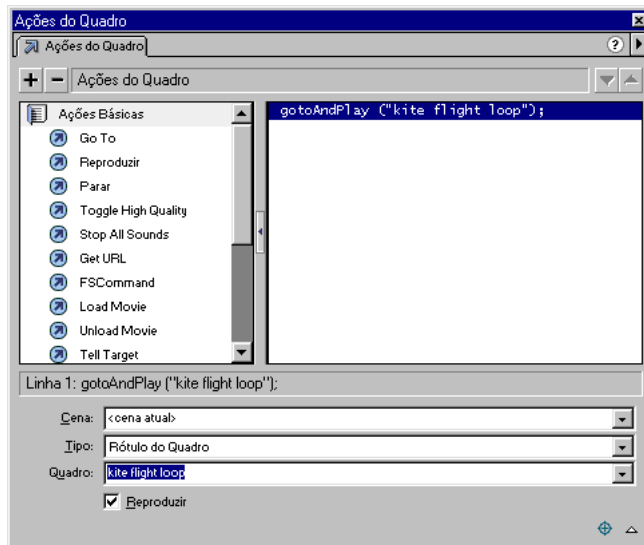 Ações do Quadro
Ações do Quadro
Ações do Quadro
Ações Básicas
Go To
Reproduzir
Parar
Toggle High Quality
Stop All Sounds
Get URL
FSCommand
Load Movie
Unload Movie
Tell Target
gotoAndPlay ("kite flight loop");
Linha 1: gotoAndPlay ("kite flight loop");
Cena: <cena atual>
Tipo: Rótulo do Quadro
Quadro: kite flight loop
Reproduzir